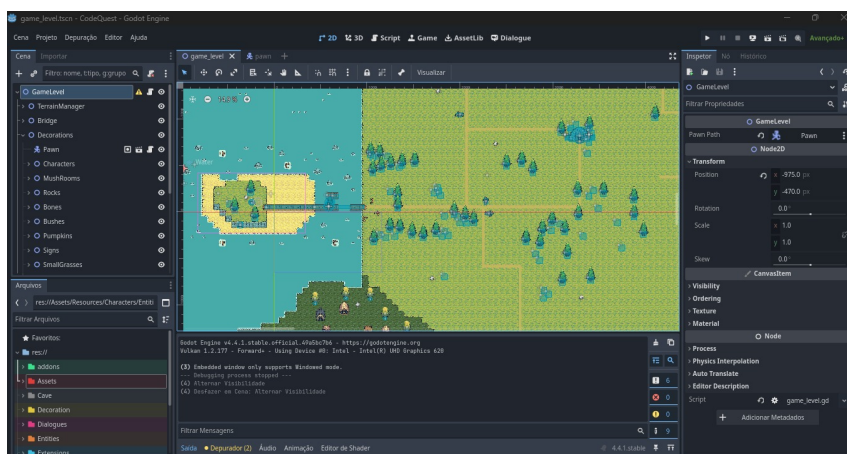 game_level.tscn - CodeQuest - Godot Engine
Cena Projeto Depuração Editor Ajuda
2D 3D Script Game AssetLib Dialogue
Avançado+
Cena Importar
Filtro: nome, t:tipo, g:grupo
GameLevel
TerrainManager
Bridge
Decorations
Pawn
Characters
MushRooms
Rocks
Bones
Bushes
Pumpkins
Signs
SmallGrasses
Arquivos
res://Assets/Resources/Characters/Entiti
Filtrar Arquivos
Favoritos:
res://
addons
Assets
Cave
Decoration
Dialogues
Entities
Extensions
game_level pawn
Visualizar
Godot Engine v4.4.1.stable.official.49a5bc7b6 - https://godotengine.org
Vulkan 1.2.177 - Forward+ - Using Device #0: Intel - Intel(R) UHD Graphics 620
(3) Embedded window only supports Windowed mode.
--- Debugging process stopped ---
(4) Alternar Visibilidade
(4) Desfazer em Cena: Alternar Visibilidade
6
0
0
9
Filtrar Mensagens
Saída Depurador (2) Áudio Animação Editor de Shader
4.4.1.stable
Inspetor Nó Histórico
GameLevel
Filtrar Propriedades
GameLevel
Pawn Path Pawn
Node2D
Transform
Position x -975.0 px
y -470.0 px
Rotation 0.0 °
Scale x 1.0
y 1.0
Skew 0.0 °
CanvasItem
Visibility
Ordering
Texture
Material
Node
Process
Physics Interpolation
Auto Translate
Editor Description
Script game_level.gd
Adicionar Metadados